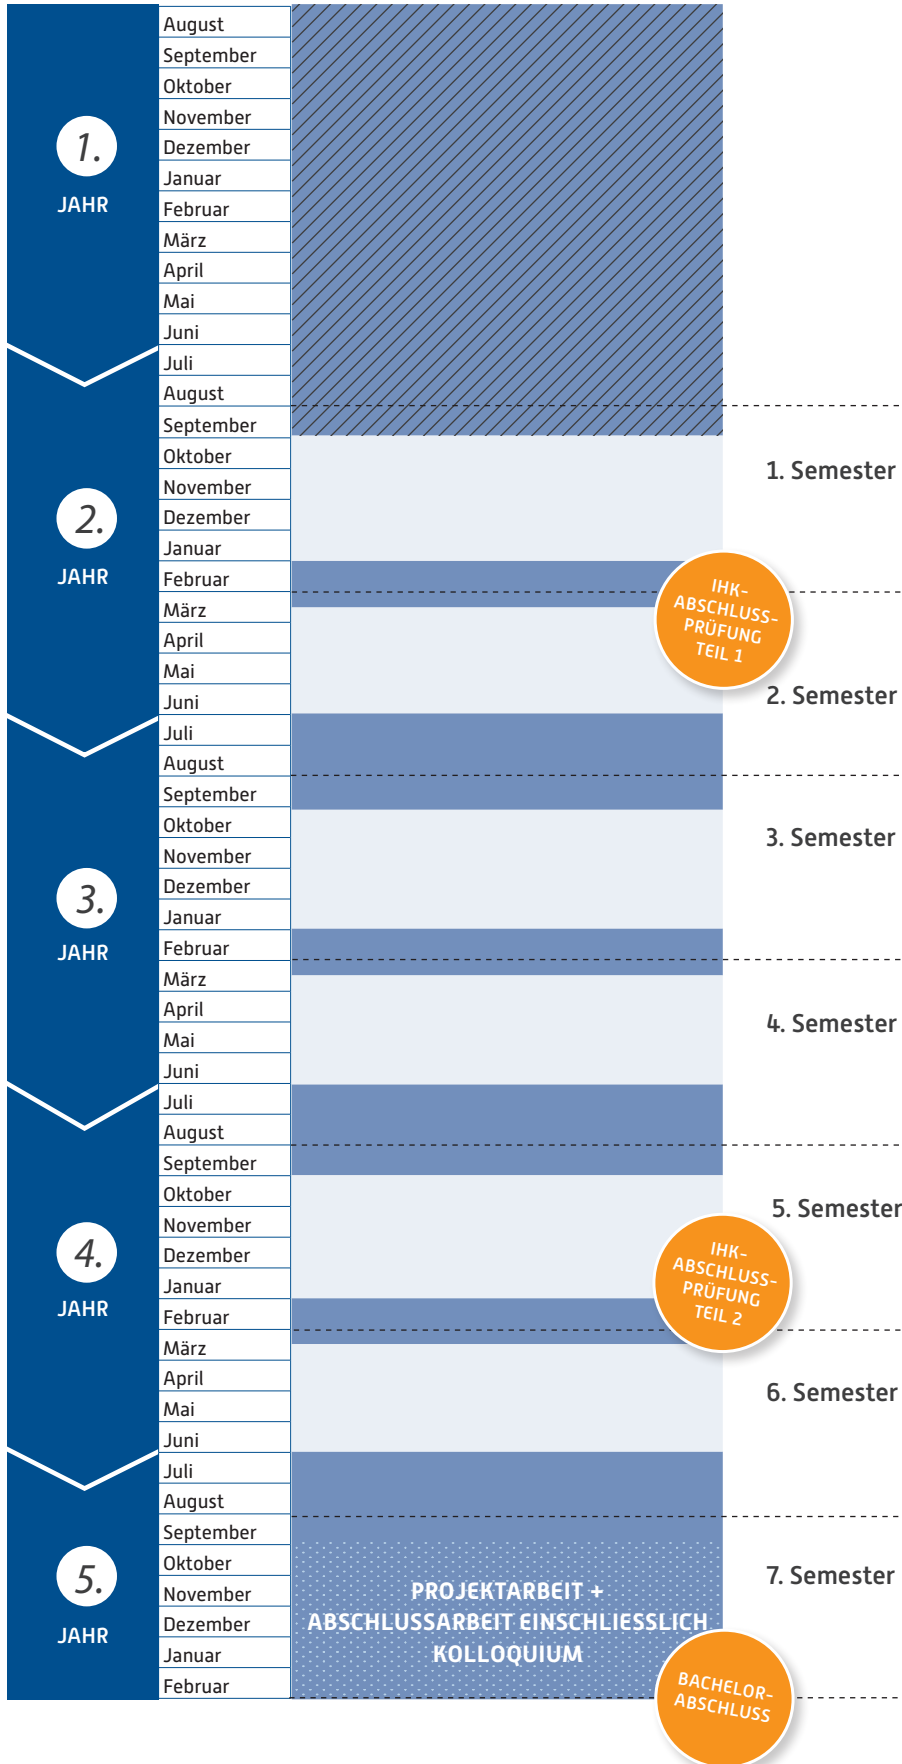 1.
JAHR
August
September
Oktober
November
Dezember
Januar
Februar
März
April
Mai
Juni
Juli
2.
JAHR
August
September
Oktober
November
Dezember
Januar
Februar
März
April
Mai
Juni
1. Semester
IHK-
ABSCHLUSS-
PRÜFUNG
TEIL 1
2. Semester
3.
JAHR
Juli
August
September
Oktober
November
Dezember
Januar
Februar
März
April
Mai
Juni
3. Semester
4. Semester
4.
JAHR
Juli
August
September
Oktober
November
Dezember
Januar
Februar
März
April
Mai
Juni
5. Semester
IHK-
ABSCHLUSS-
PRÜFUNG
TEIL 2
6. Semester
5.
JAHR
Juli
August
September
Oktober
November
Dezember
Januar
Februar
7. Semester
PROJEKTARBEIT +
ABSCHLUSSARBEIT EINSCHLIESSLICH
KOLLOQUIUM
BACHELOR-
ABSCHLUSS